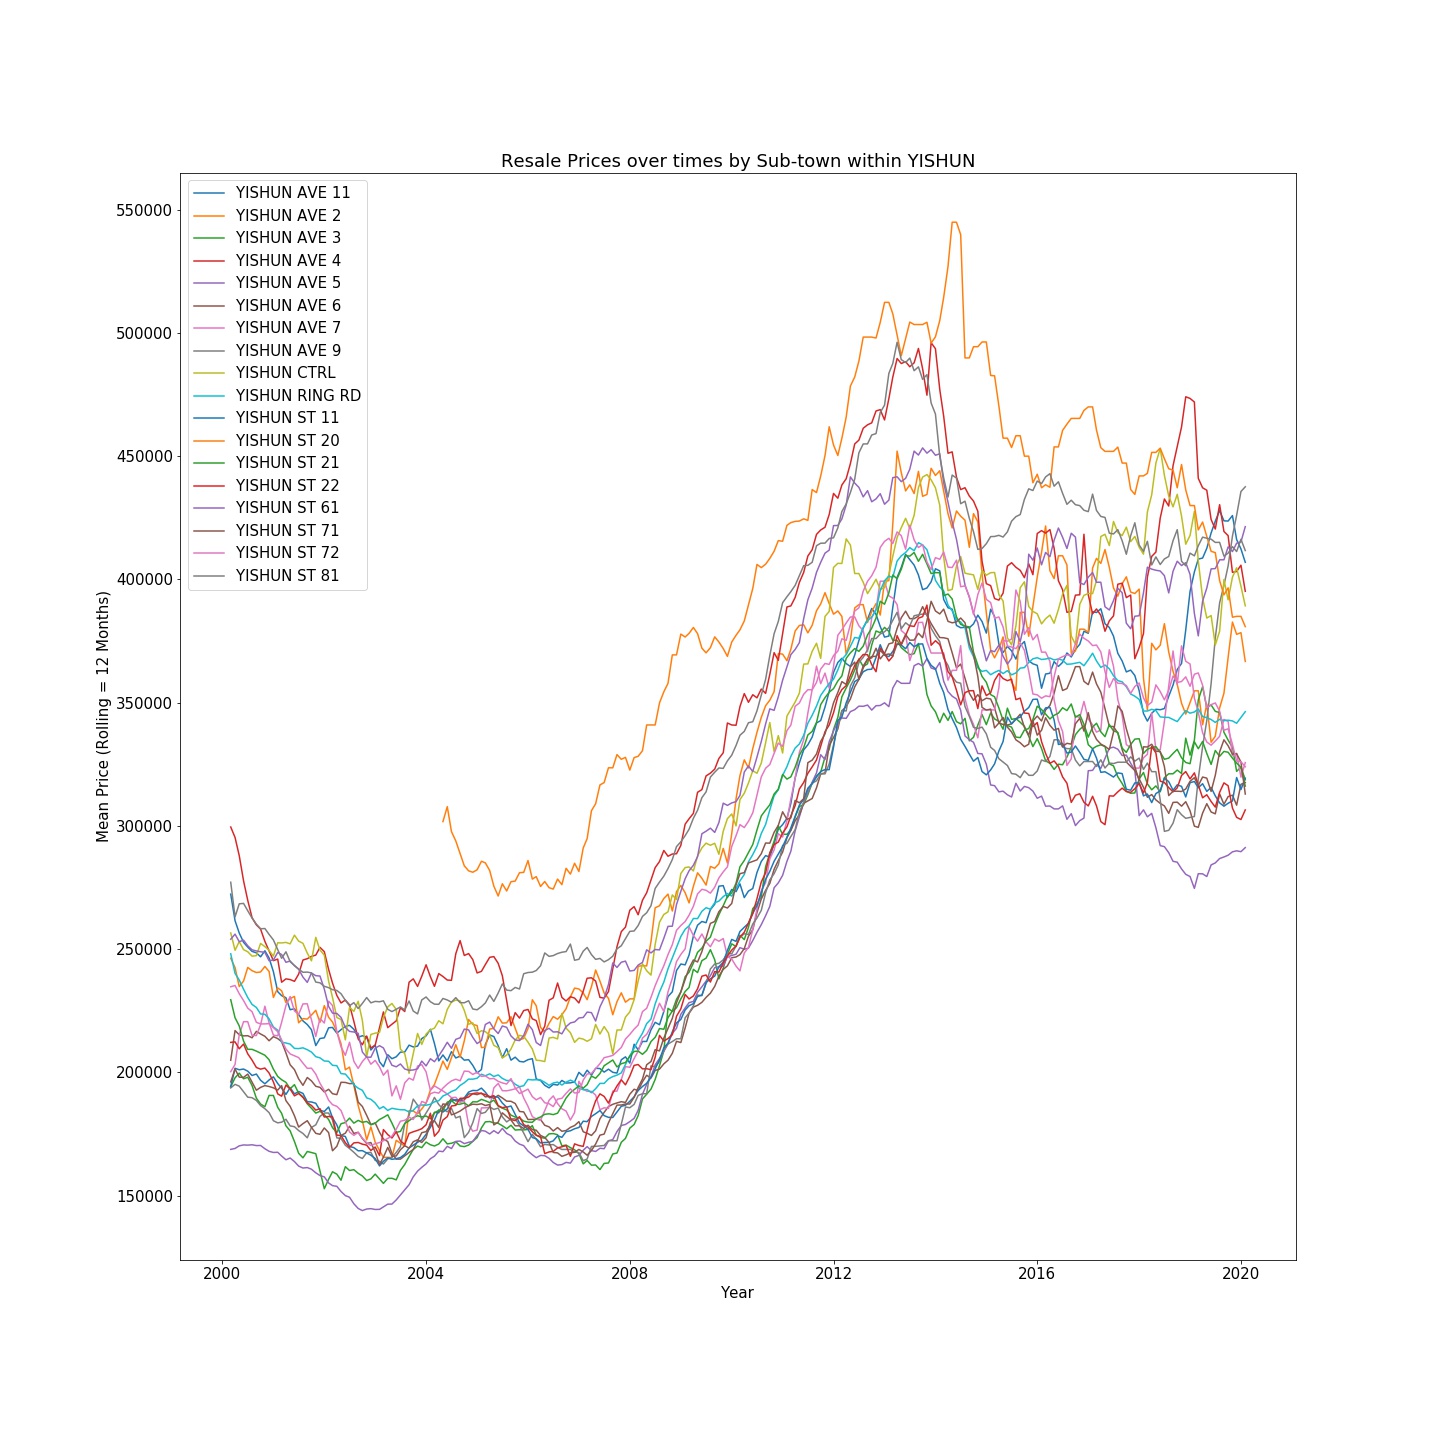 Resale Prices over times by Sub-town within YISHUN
YISHUN AVE 11
YISHUN AVE 2
YISHUN AVE 3
YISHUN AVE 4
YISHUN AVE 5
YISHUN AVE 6
YISHUN AVE 7
YISHUN AVE 9
YISHUN CTRL
YISHUN RING RD
YISHUN ST 11
YISHUN ST 20
YISHUN ST 21
YISHUN ST 22
YISHUN ST 61
YISHUN ST 71
YISHUN ST 72
YISHUN ST 81
Mean Price (Rolling = 12 Months)
550000
500000
450000
400000
350000
300000
250000
200000
150000
2000
2004
2008
2012
2016
2020
Year